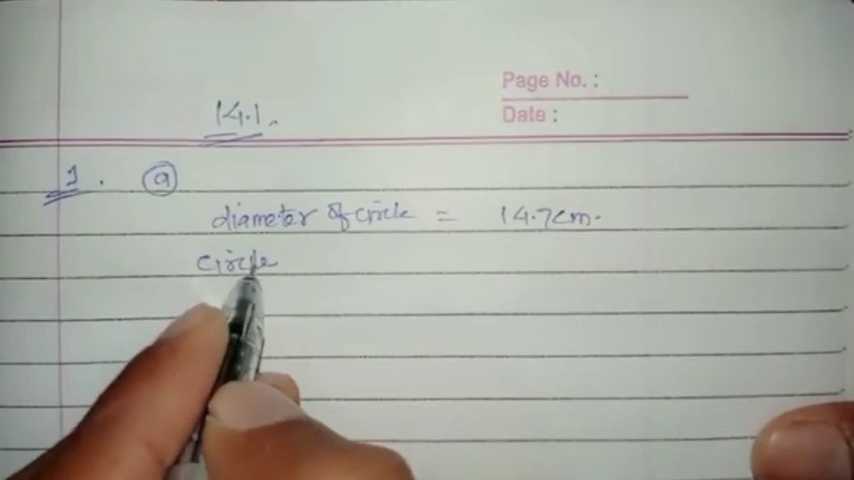 Page No. :
14.1.
Date :
1. a
diameter of circle = 14.7cm.
circle